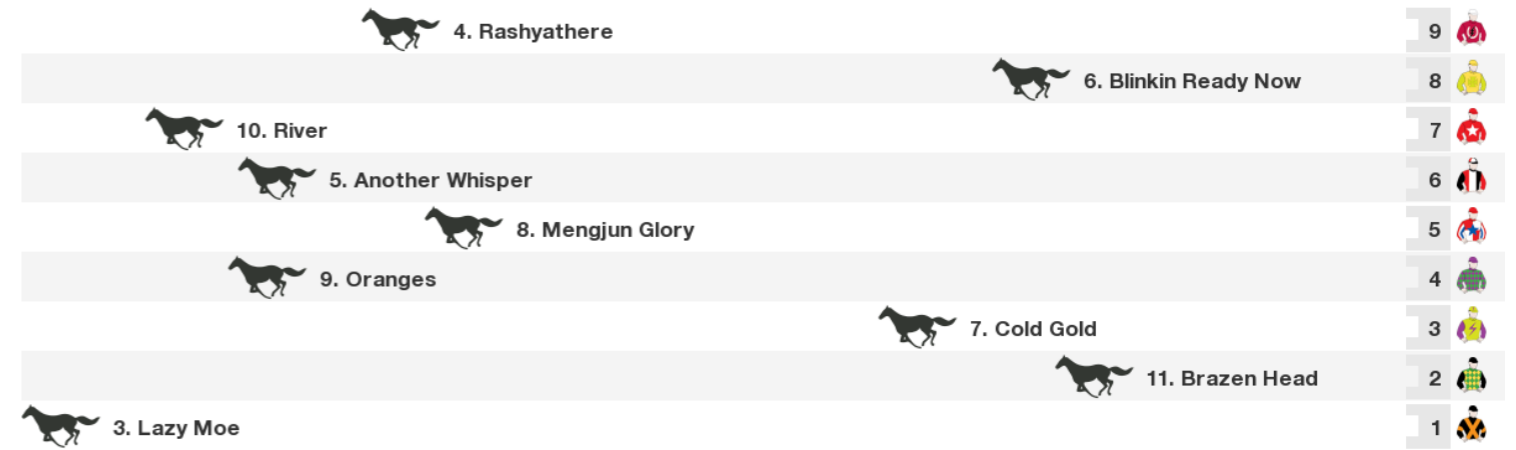 4. Rashyathere 9
6. Blinkin Ready Now 8
10. River 7
5. Another Whisper 6
8. Mengjun Glory 5
9. Oranges 4
7. Cold Gold 3
11. Brazen Head 2
3. Lazy Moe 1